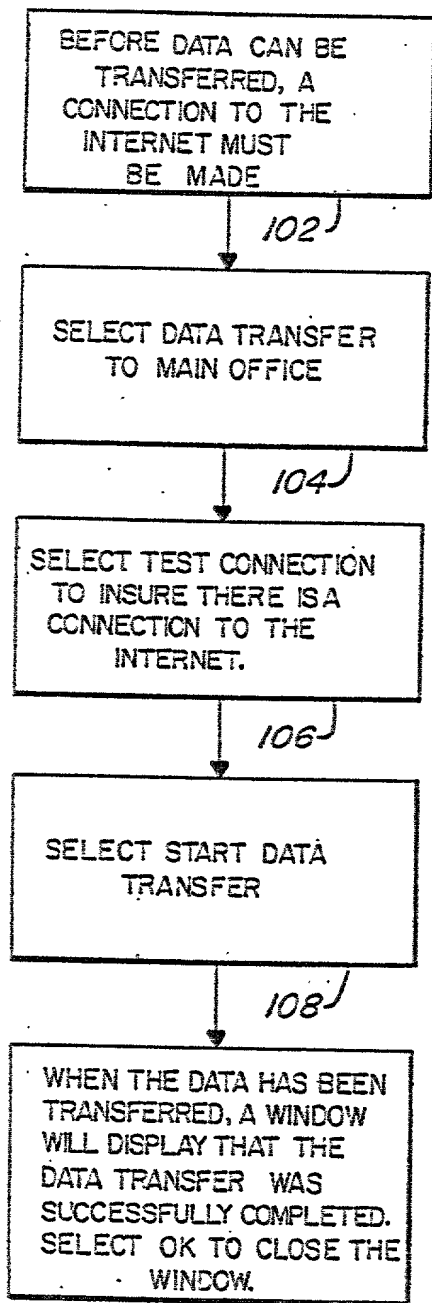 BEFORE DATA CAN BE
TRANSFERRED, A
CONNECTION TO THE
INTERNET MUST
BE MADE
102
SELECT DATA TRANSFER
TO MAIN OFFICE
104
SELECT TEST CONNECTION
TO INSURE THERE IS A
CONNECTION TO THE
INTERNET.
106
SELECT START DATA
TRANSFER
108
WHEN THE DATA HAS BEEN
TRANSFERRED, A WINDOW
WILL DISPLAY THAT THE
DATA TRANSFER WAS
SUCCESSFULLY COMPLETED.
SELECT OK TO CLOSE THE
WINDOW.